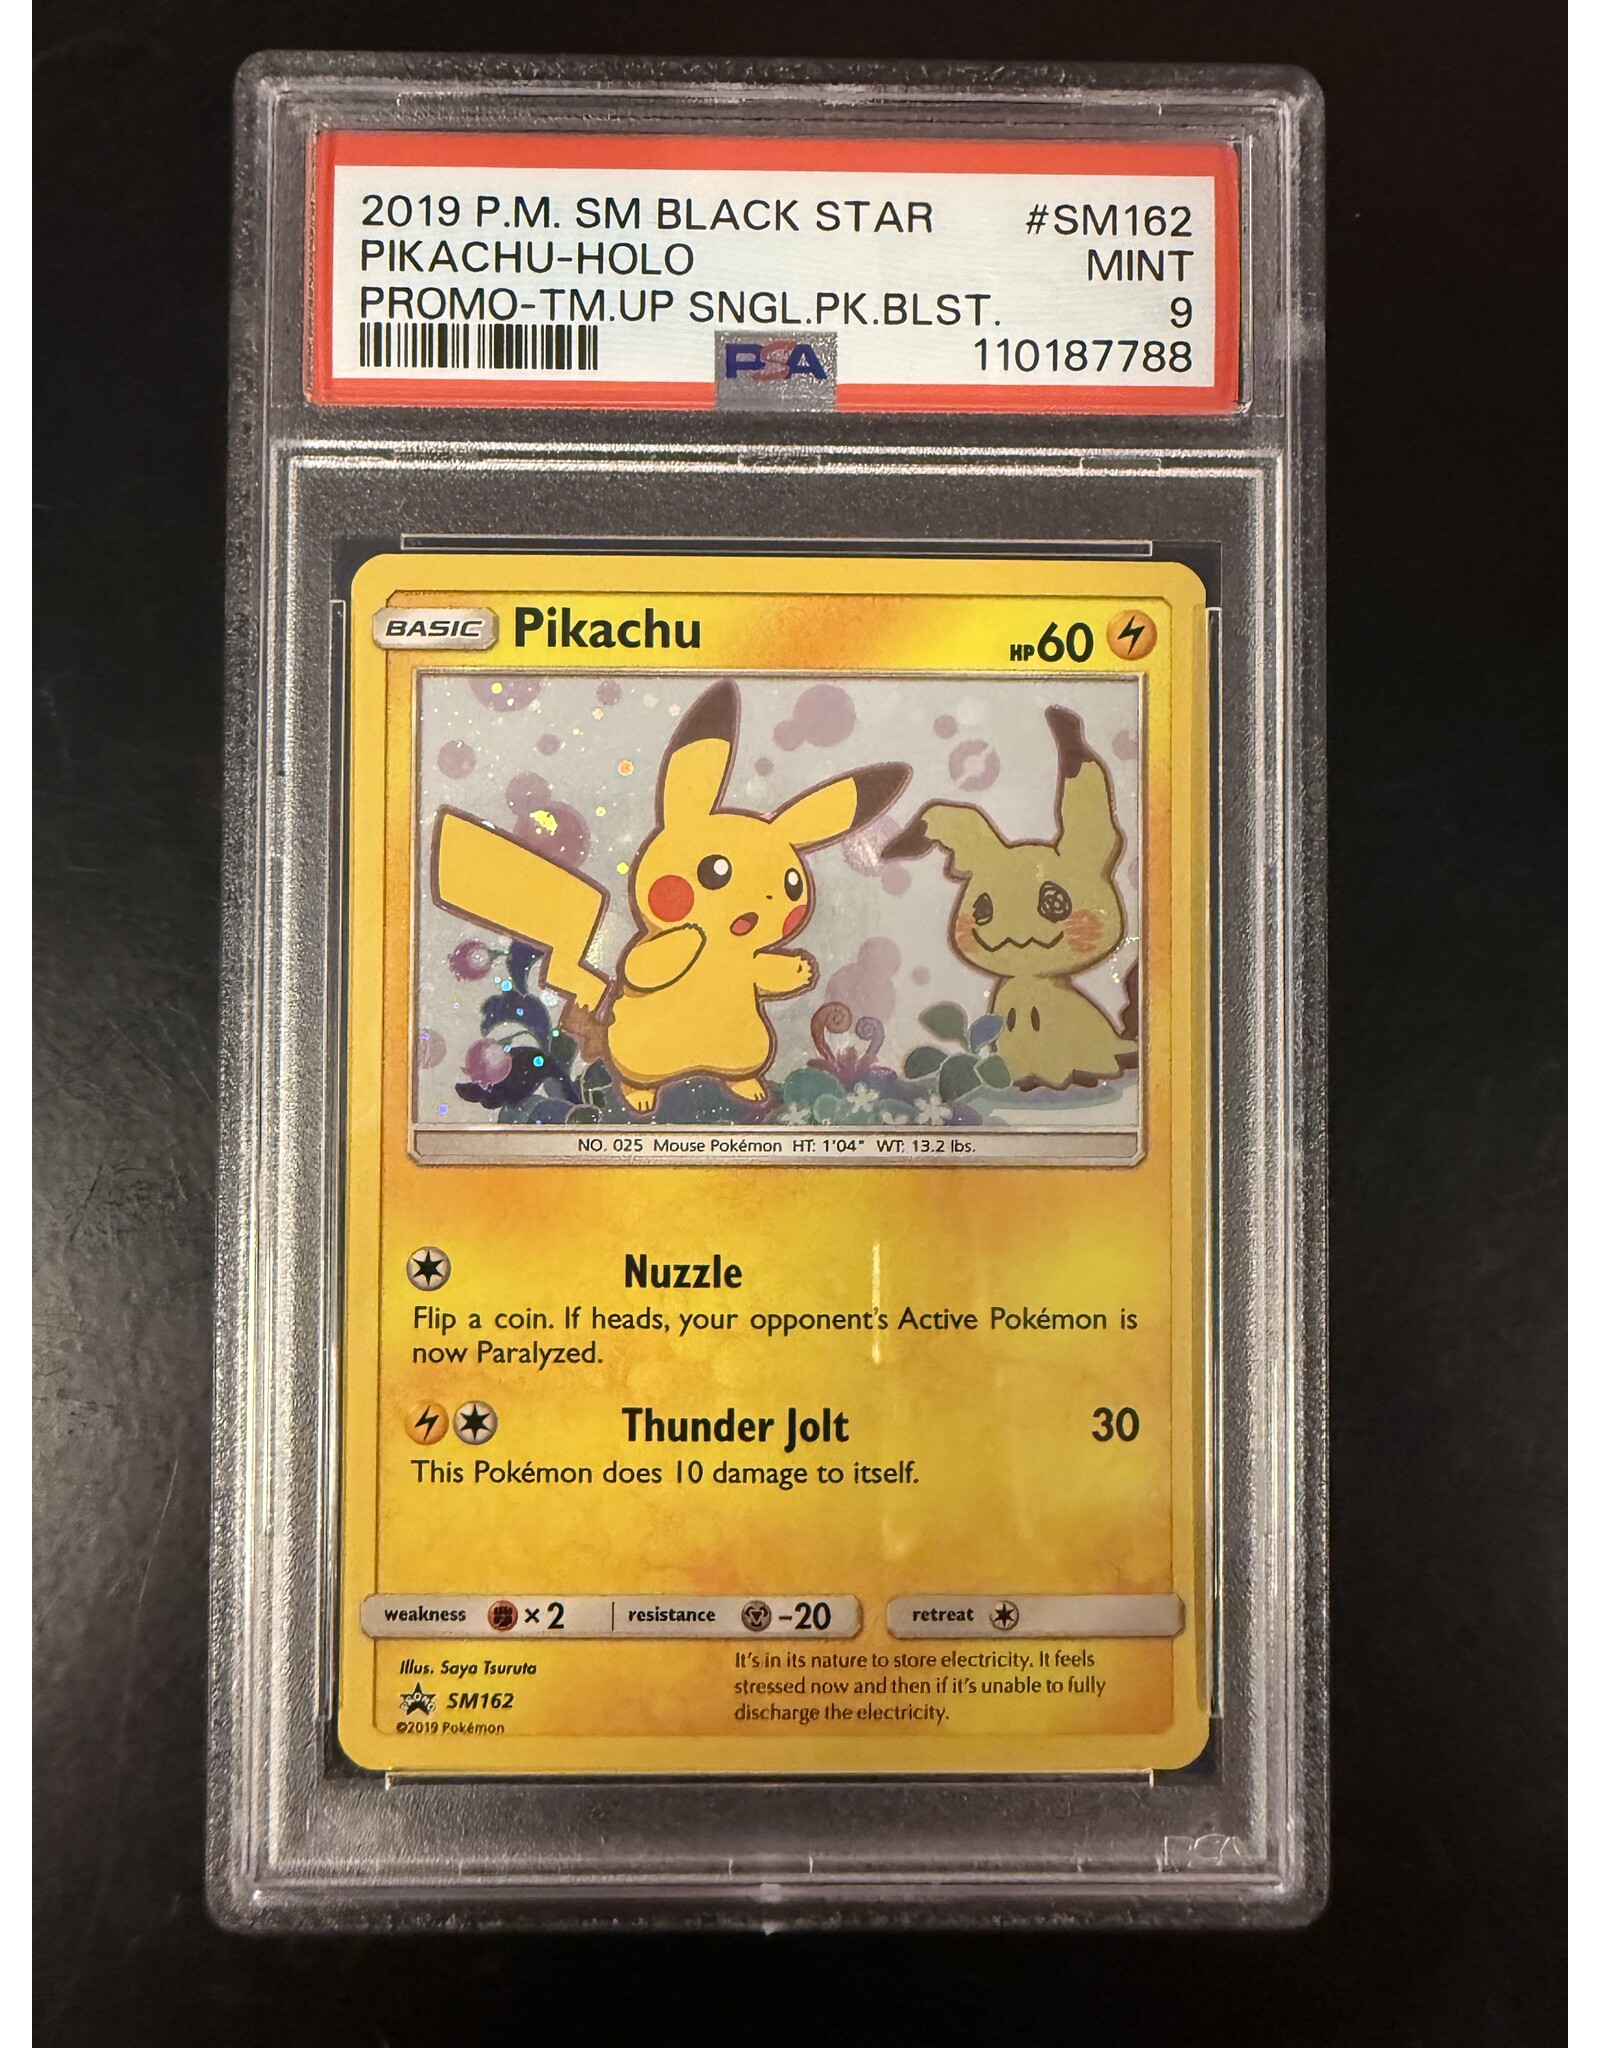 2019 P.M. SM BLACK STAR #SM162
PIKACHU-HOLO MINT
PROMO-TM.UP SNGL.PK.BLST. 9
PSA 110187788
BASIC Pikachu HP60
NO. 025 Mouse Pokémon HT: 1'04" WT: 13.2 lbs.
Nuzzle
Flip a coin. If heads, your opponent's Active Pokémon is
now Paralyzed.
Thunder Jolt 30
This Pokémon does 10 damage to itself.
weakness ×2 resistance -20 retreat
Illus. Saya Tsuruta
PROMO SM162
©2019 Pokémon
It's in its nature to store electricity. It feels
stressed now and then if it's unable to fully
discharge the electricity.
PSA